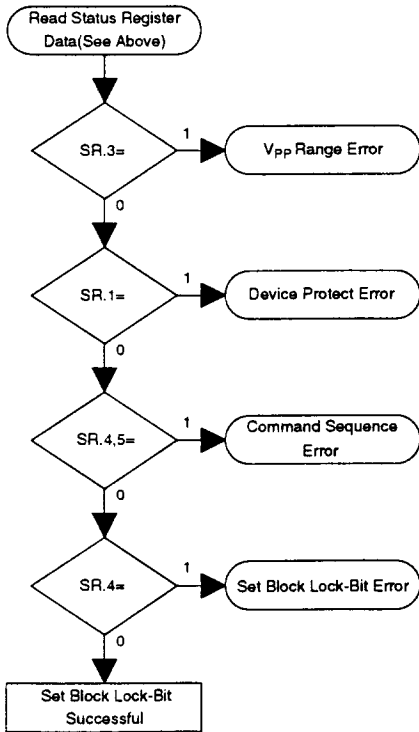 Read Status Register
Data(See Above)
SR.3=
1
VPP Range Error
0
SR.1=
1
Device Protect Error
0
SR.4,5=
1
Command Sequence
Error
0
SR.4=
1
Set Block Lock-Bit Error
0
Set Block Lock-Bit
Successful